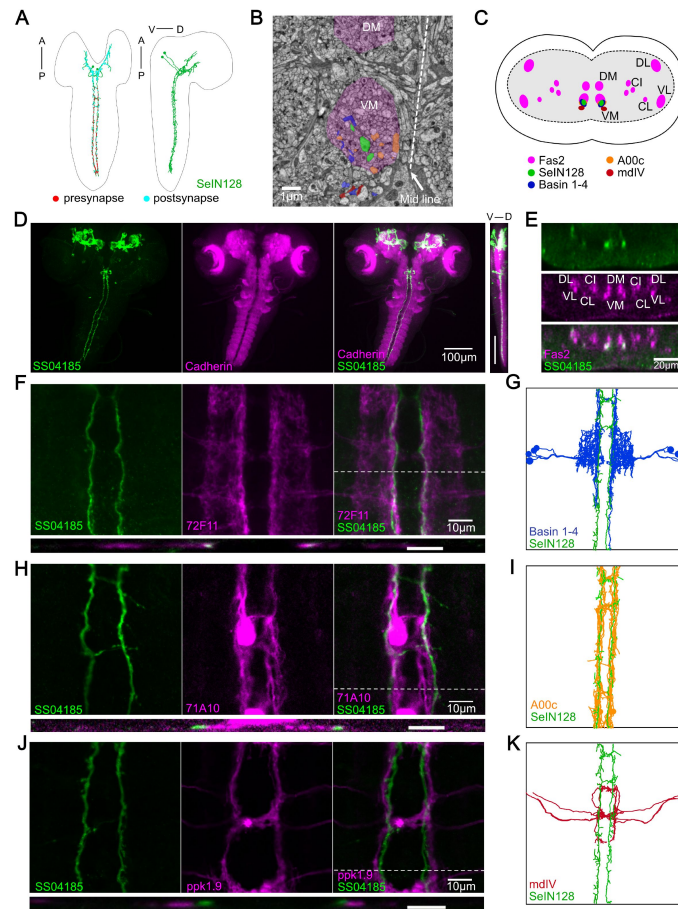 A
V — D
A
P
A
P
SeIN128
presynapse
postsynapse
B
DM
VM
1μm
Mid line
C
DL
DM
CI
VL
CL
VM
Fas2
A00c
SeIN128
mdIV
Basin 1-4
D
V — D
SS04185
Cadherin
Cadherin
SS04185
100μm
E
DL CI DM CI DL
VL CL VM CL VL
Fas2
SS04185
20μm
F
SS04185
72F11
72F11
SS04185
10μm
G
Basin 1-4
SeIN128
H
SS04185
71A10
71A10
SS04185
10μm
I
A00c
SeIN128
J
SS04185
ppk1.9
ppk1.9
SS04185
10μm
K
mdIV
SeIN128